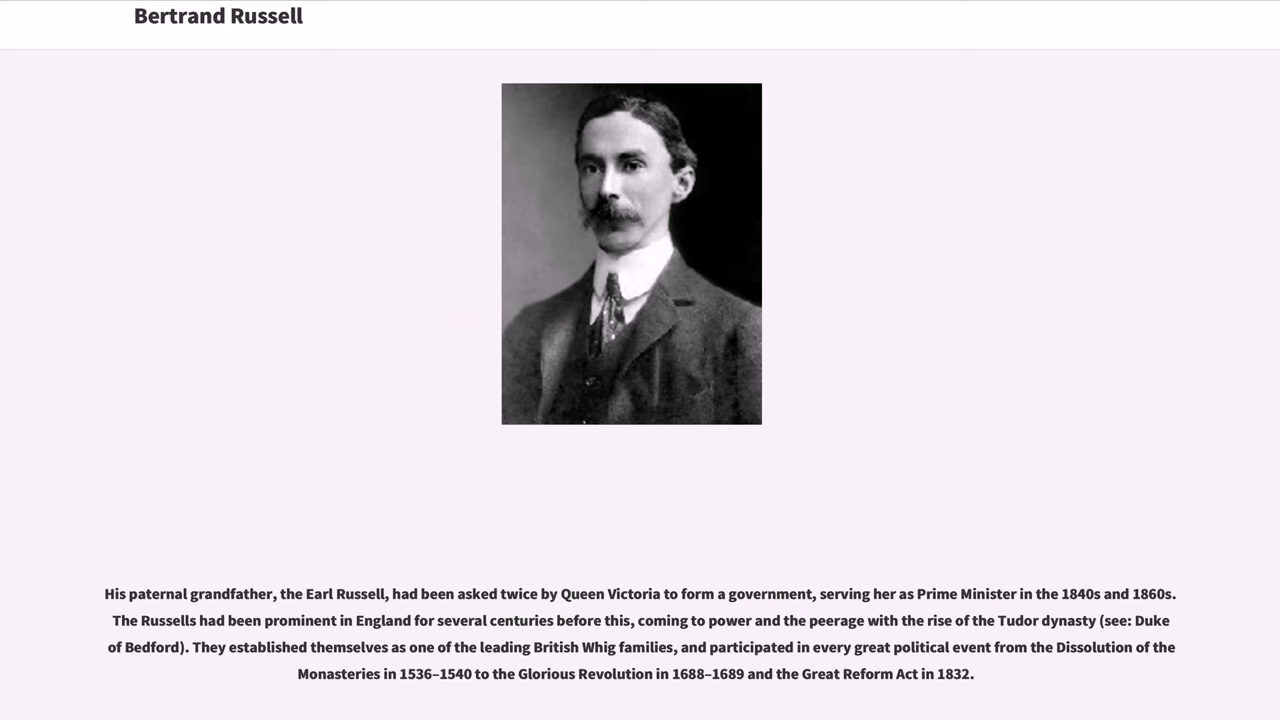 Bertrand Russell
His paternal grandfather, the Earl Russell, had been asked twice by Queen Victoria to form a government, serving her as Prime Minister in the 1840s and 1860s.
The Russells had been prominent in England for several centuries before this, coming to power and the peerage with the rise of the Tudor dynasty (see: Duke
of Bedford). They established themselves as one of the leading British Whig families, and participated in every great political event from the Dissolution of the
Monasteries in 1536–1540 to the Glorious Revolution in 1688–1689 and the Great Reform Act in 1832.